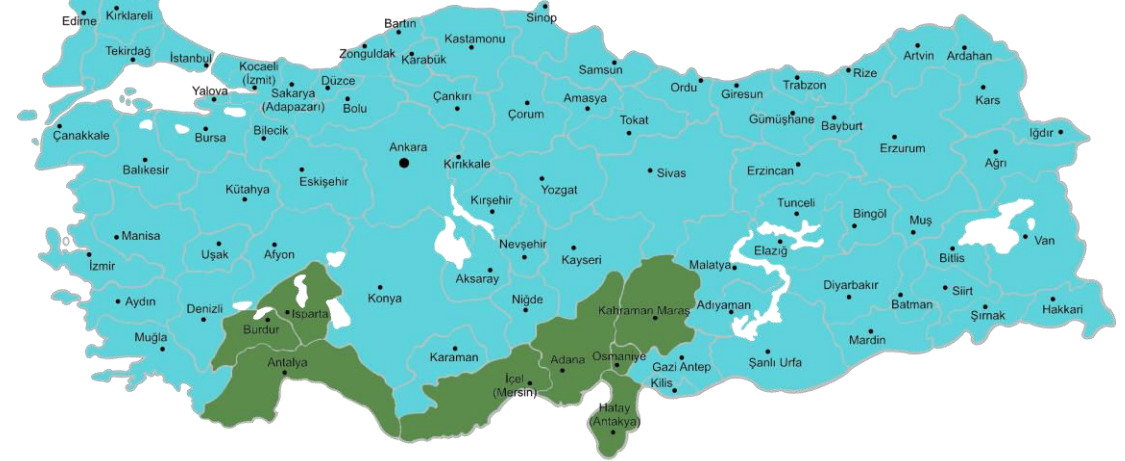 Edirne
Kırklareli
Tekirdağ
İstanbul
Kocaeli
(İzmit)
Yalova
Sakarya
(Adapazarı)
Düzce
Bolu
Zonguldak
Bartın
Karabük
Kastamonu
Sinop
Çankırı
Samsun
Çorum
Amasya
Tokat
Ordu
Giresun
Gümüşhane
Trabzon
Bayburt
Rize
Artvin
Ardahan
Kars
Iğdır
Ağrı
Erzurum
Erzincan
Çanakkale
Balıkesir
Bursa
Bilecik
Kütahya
Eskişehir
Ankara
Kırıkkale
Kırşehir
Yozgat
Sivas
Tunceli
Bingöl
Muş
Bitlis
Van
Elazığ
Malatya
Manisa
İzmir
Uşak
Afyon
Aydın
Denizli
Muğla
Isparta
Burdur
Antalya
Konya
Aksaray
Nevşehir
Niğde
Kayseri
Karaman
İçel
(Mersin)
Adana
Osmaniye
Kahraman Maraş
Hatay
(Antakya)
Gazi Antep
Kilis
Adıyaman
Şanlı Urfa
Diyarbakır
Mardin
Batman
Siirt
Şırnak
Hakkari